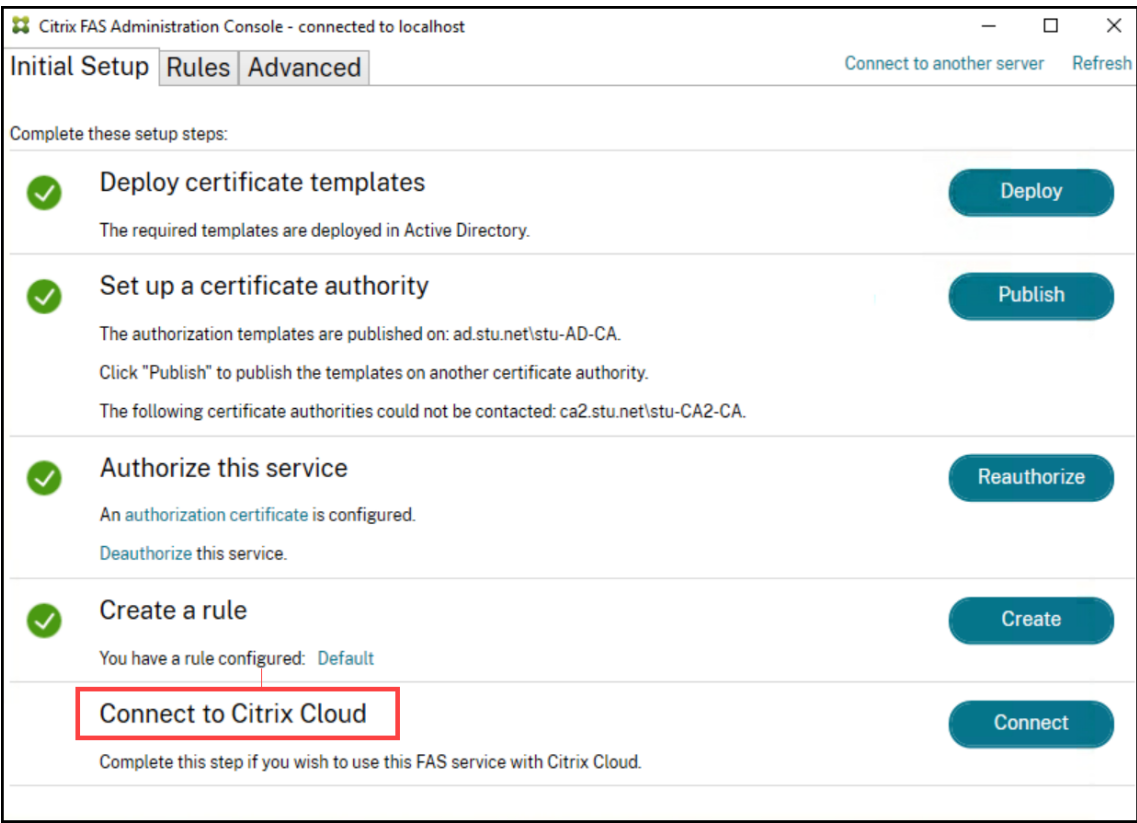 Citrix FAS Administration Console - connected to localhost
Initial Setup Rules Advanced Connect to another server Refresh
Complete these setup steps:
Deploy certificate templates
Deploy
The required templates are deployed in Active Directory.
Set up a certificate authority
Publish
The authorization templates are published on: ad.stu.net\stu-AD-CA.
Click "Publish" to publish the templates on another certificate authority.
The following certificate authorities could not be contacted: ca2.stu.net\stu-CA2-CA.
Authorize this service
Reauthorize
An authorization certificate is configured.
Deauthorize this service.
Create a rule
Create
You have a rule configured: Default
Connect to Citrix Cloud
Connect
Complete this step if you wish to use this FAS service with Citrix Cloud.